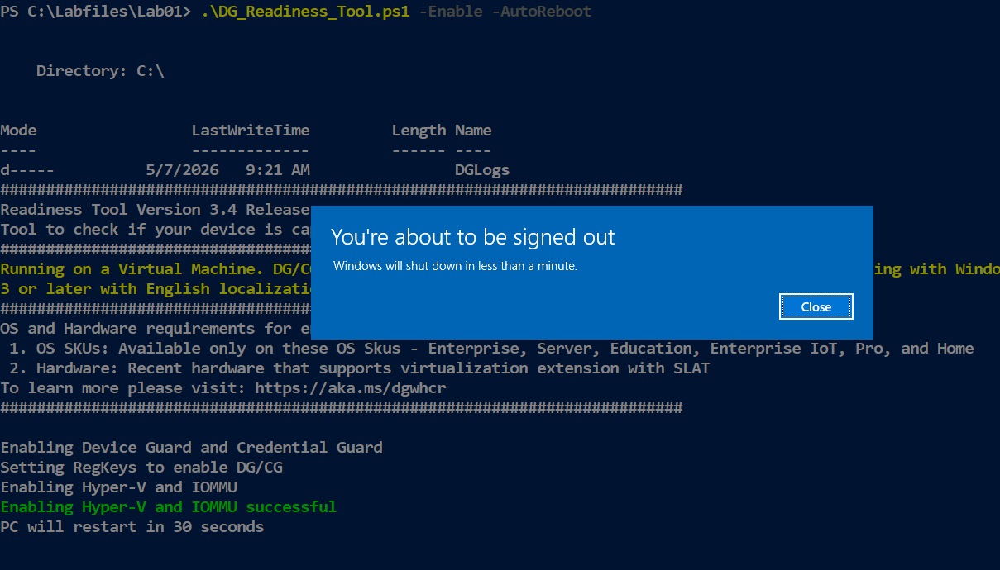 PS C:\Labfiles\Lab01> .\DG_Readiness_Tool.ps1 -Enable -AutoReboot
Directory: C:\
Mode LastWriteTime Length Name
---- ------------- ------ ----
d----- 5/7/2026 9:21 AM DGLogs
###########################################################################
Readiness Tool Version 3.4 Release
Tool to check if your device is ca
##################################
Running on a Virtual Machine. DG/C ing with Windo
3 or later with English localizati
##################################
OS and Hardware requirements for e
1. OS SKUs: Available only on these OS Skus - Enterprise, Server, Education, Enterprise IoT, Pro, and Home
2. Hardware: Recent hardware that supports virtualization extension with SLAT
To learn more please visit: https://aka.ms/dgwhcr
###########################################################################
Enabling Device Guard and Credential Guard
Setting RegKeys to enable DG/CG
Enabling Hyper-V and IOMMU
Enabling Hyper-V and IOMMU successful
PC will restart in 30 seconds
You're about to be signed out
Windows will shut down in less than a minute.
Close